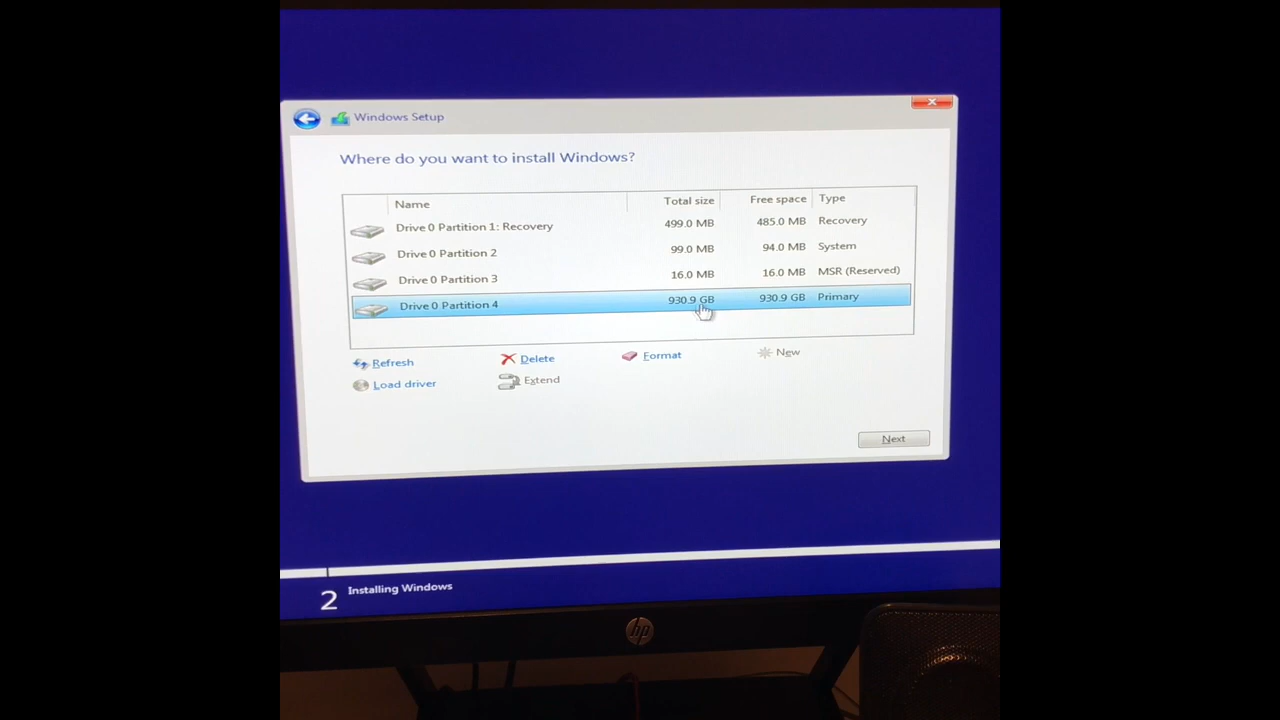 Windows Setup
Where do you want to install Windows?
Name Total size Free space Type
Drive 0 Partition 1: Recovery 499.0 MB 485.0 MB Recovery
Drive 0 Partition 2 99.0 MB 94.0 MB System
Drive 0 Partition 3 16.0 MB 16.0 MB MSR (Reserved)
Drive 0 Partition 4 930.9 GB 930.9 GB Primary
Refresh Delete Format New
Load driver Extend
Next
2 Installing Windows
hp